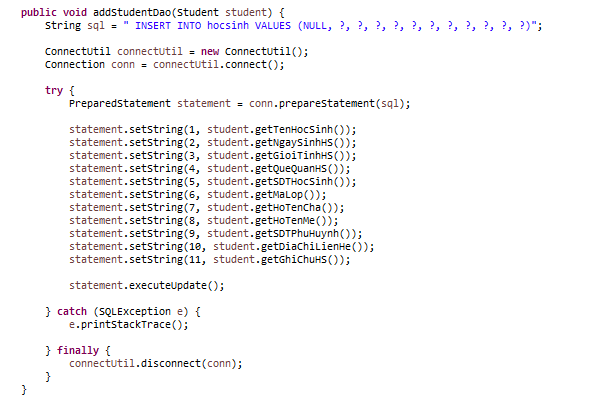 public void addStudentDao(Student student) {
String sql = " INSERT INTO hocsinh VALUES (NULL, ?, ?, ?, ?, ?, ?, ?, ?, ?, ?, ?)";
ConnectUtil connectUtil = new ConnectUtil();
Connection conn = connectUtil.connect();
try {
PreparedStatement statement = conn.prepareStatement(sql);
statement.setString(1, student.getTenHocSinh());
statement.setString(2, student.getNgaySinhHS());
statement.setString(3, student.getGioiTinhHS());
statement.setString(4, student.getQueQuanHS());
statement.setString(5, student.getSDTHocSinh());
statement.setString(6, student.getMaLop());
statement.setString(7, student.getHoTenCha());
statement.setString(8, student.getHoTenMe());
statement.setString(9, student.getSDTPhuHuynh());
statement.setString(10, student.getDiaChiLienHe());
statement.setString(11, student.getGhiChuHS());
statement.executeUpdate();
} catch (SQLException e) {
e.printStackTrace();
} finally {
connectUtil.disconnect(conn);
}
}